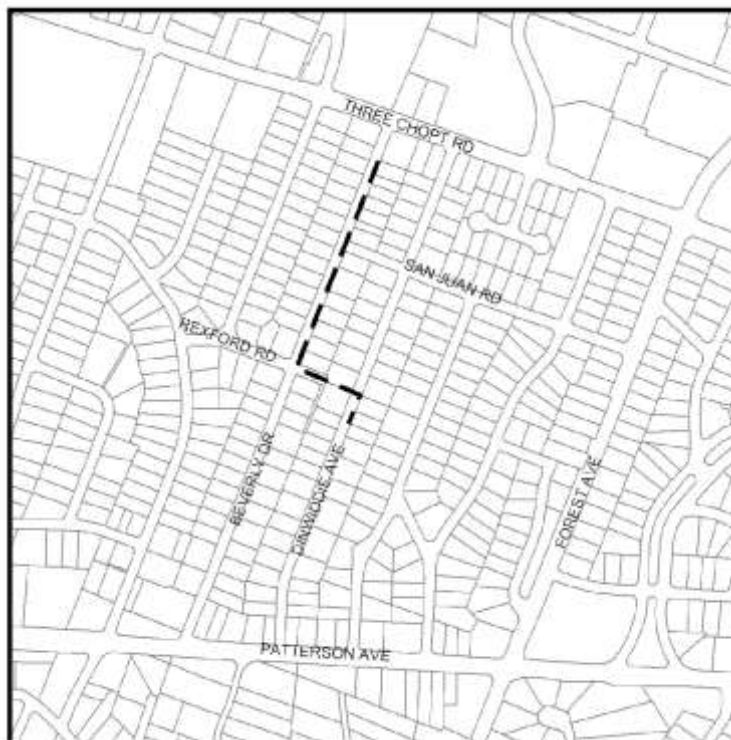 THREE CHOPT RD
SAN JUAN RD
REXFORD RD
BEVERLY DR
DINWIDDIE AVE
FOREST AVE
PATTERSON AVE